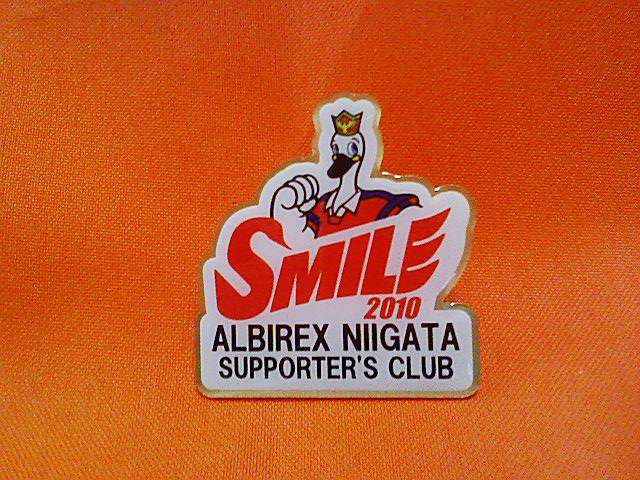 SMILE
2010
ALBIREX NIIGATA
SUPPORTER'S CLUB